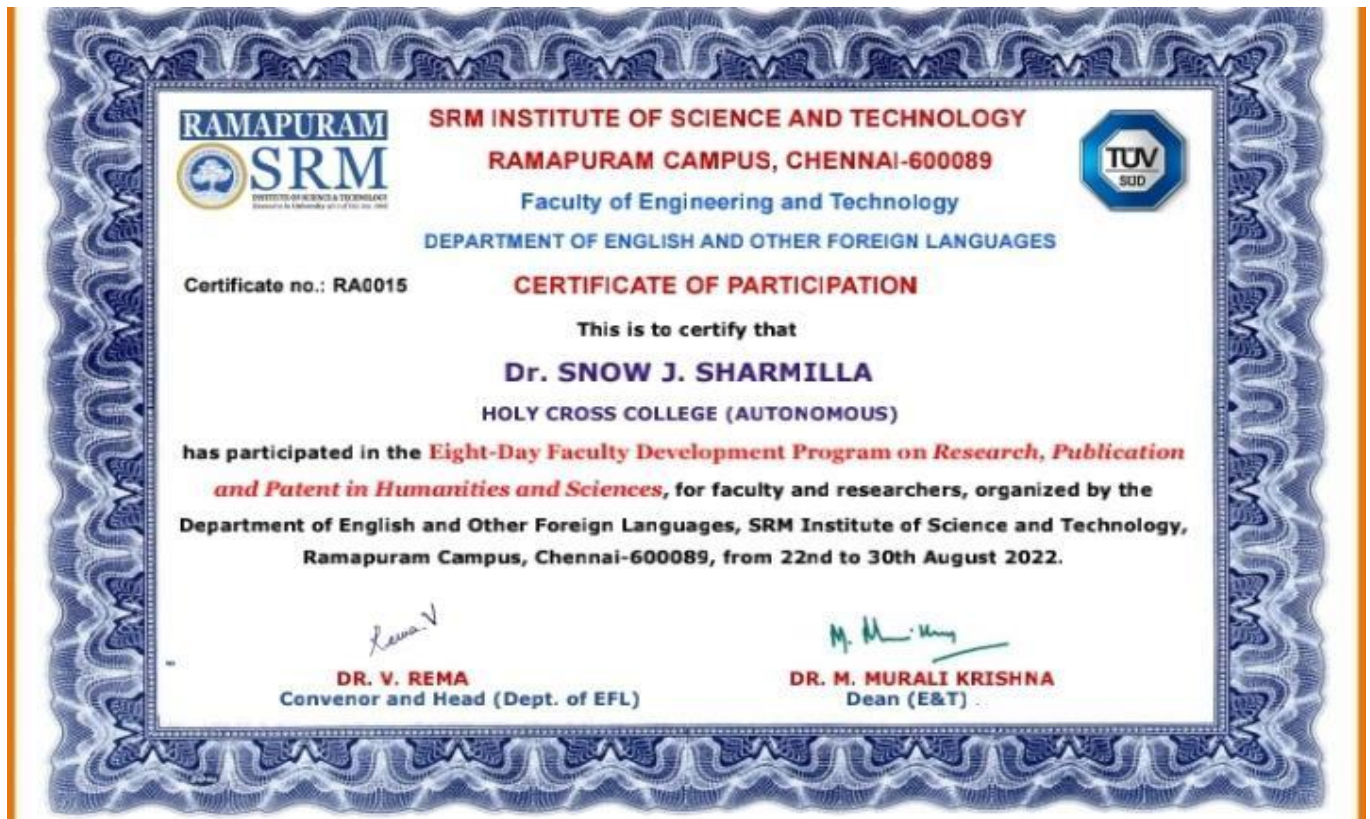 RAMAPURAM
SRM
INSTITUTE OF SCIENCE & TECHNOLOGY
SRM INSTITUTE OF SCIENCE AND TECHNOLOGY
RAMAPURAM CAMPUS, CHENNAI-600089
Faculty of Engineering and Technology
DEPARTMENT OF ENGLISH AND OTHER FOREIGN LANGUAGES
TÜV
SÜD
Certificate no.: RA0015
CERTIFICATE OF PARTICIPATION
This is to certify that
Dr. SNOW J. SHARMILLA
HOLY CROSS COLLEGE (AUTONOMOUS)
has participated in the Eight-Day Faculty Development Program on Research, Publication
and Patent in Humanities and Sciences, for faculty and researchers, organized by the
Department of English and Other Foreign Languages, SRM Institute of Science and Technology,
Ramapuram Campus, Chennai-600089, from 22nd to 30th August 2022.
Rema.V
DR. V. REMA
Convenor and Head (Dept. of EFL)
DR. M. MURALI KRISHNA
Dean (E&T)